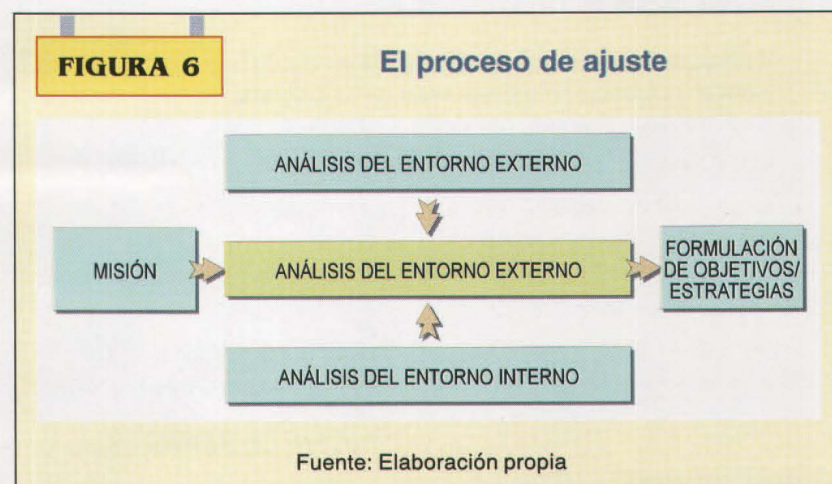 FIGURA 6
El proceso de ajuste
ANÁLISIS DEL ENTORNO EXTERNO
MISIÓN
ANÁLISIS DEL ENTORNO EXTERNO
FORMULACIÓN
DE OBJETIVOS/
ESTRATEGIAS
ANÁLISIS DEL ENTORNO INTERNO
Fuente: Elaboración propia